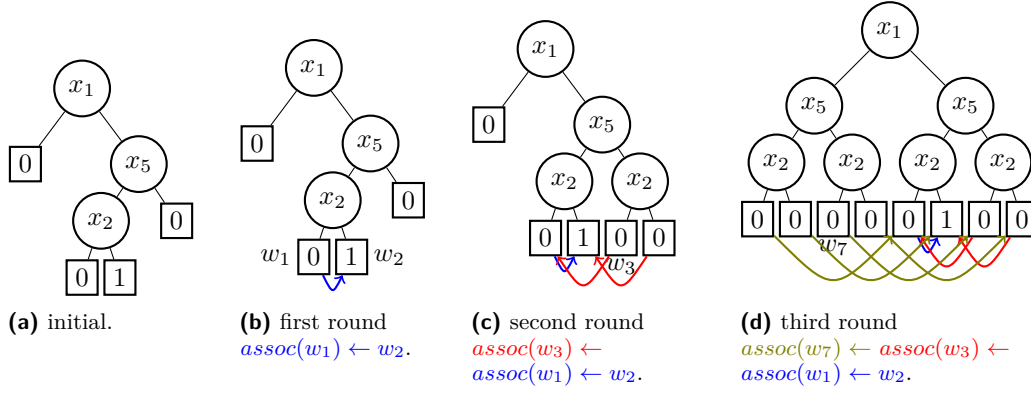 x₁
0
x₅
x₂
0
0 1
(a) initial.
x₁
0
x₅
x₂
0
w₁ 0 1 w₂
(b) first round
assoc(w₁) ← w₂.
x₁
0
x₅
x₂ x₂
0 1 0 0
w₃
(c) second round
assoc(w₃) ←
assoc(w₁) ← w₂.
x₁
x₅ x₅
x₂ x₂ x₂ x₂
0 0 0 0 0 1 0 0
w₇
(d) third round
assoc(w₇) ← assoc(w₃) ←
assoc(w₁) ← w₂.